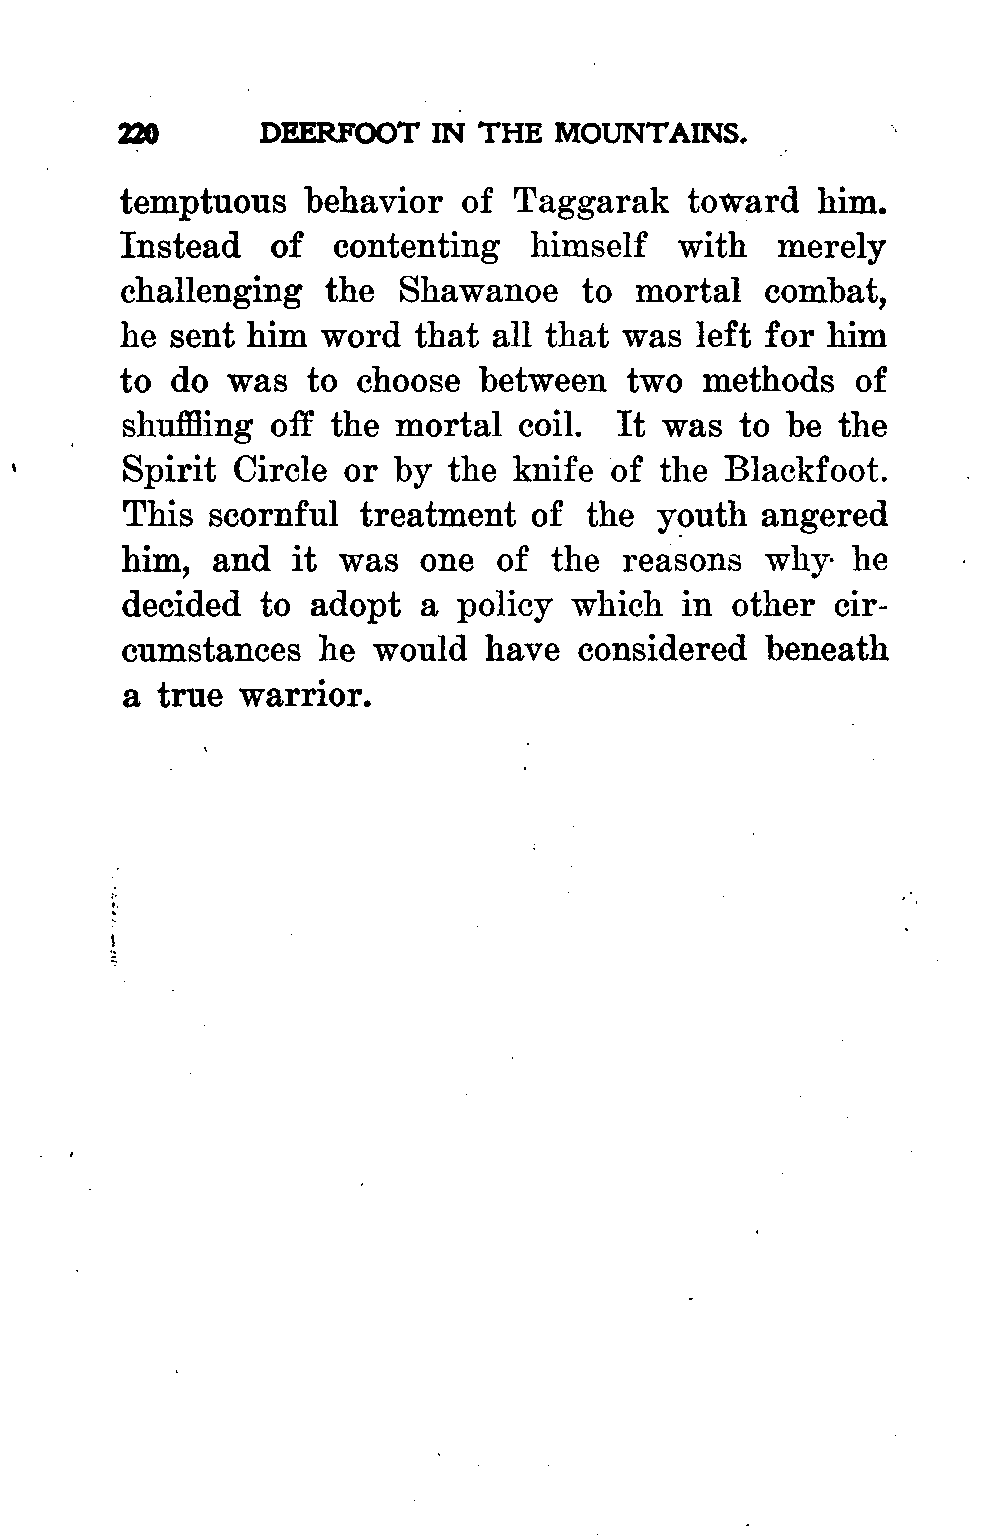 220 DEERFOOT IN THE MOUNTAINS.
temptuous behavior of Taggarak toward him.
Instead of contenting himself with merely
challenging the Shawanoe to mortal combat,
he sent him word that all that was left for him
to do was to choose between two methods of
shuffling off the mortal coil. It was to be the
Spirit Circle or by the knife of the Blackfoot.
This scornful treatment of the youth angered
him, and it was one of the reasons why he
decided to adopt a policy which in other cir-
cumstances he would have considered beneath
a true warrior.